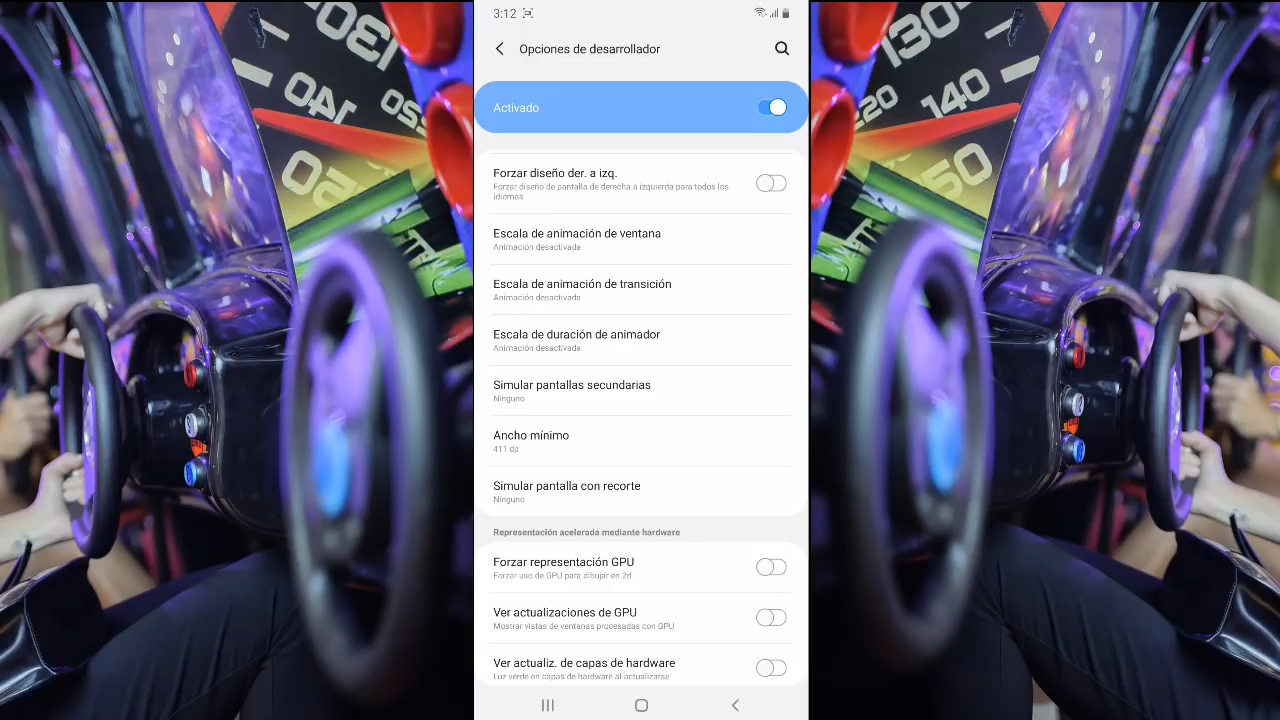 3:12
Opciones de desarrollador
Activado
Forzar diseño der. a izq.
Forzar diseño de pantalla de derecha a izquierda para todos los
idiomas
Escala de animación de ventana
Animación desactivada
Escala de animación de transición
Animación desactivada
Escala de duración de animador
Animación desactivada
Simular pantallas secundarias
Ninguno
Ancho mínimo
411 dp
Simular pantalla con recorte
Ninguno
Representación acelerada mediante hardware
Forzar representación GPU
Forzar uso de GPU para dibujar en 2d
Ver actualizaciones de GPU
Mostrar vistas de ventanas procesadas con GPU
Ver actualiz. de capas de hardware
Luz verde en capas de hardware al actualizarse
130
140
150
130
140
150